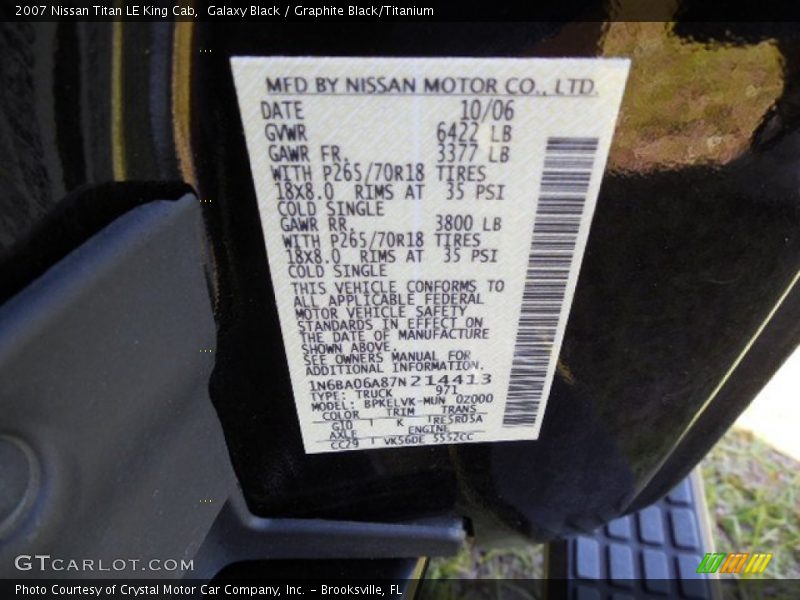 2007 Nissan Titan LE King Cab,  Galaxy Black / Graphite Black/Titanium
MFD BY NISSAN MOTOR CO., LTD.
DATE 10/06
GVWR 6422 LB
GAWR FR. 3377 LB
WITH P265/70R18 TIRES
18X8.0 RIMS AT 35 PSI
COLD SINGLE
GAWR RR. 3800 LB
WITH P265/70R18 TIRES
18X8.0 RIMS AT 35 PSI
COLD SINGLE
THIS VEHICLE CONFORMS TO
ALL APPLICABLE FEDERAL
MOTOR VEHICLE SAFETY
STANDARDS IN EFFECT ON
THE DATE OF MANUFACTURE
SHOWN ABOVE.
SEE OWNERS MANUAL FOR
ADDITIONAL INFORMATION.
1N6BA06A87N214413
TYPE: TRUCK 971
MODEL: BPKELVK-MUN 02000
COLOR TRIM TRANS
G10 K RE5R05A
AXLE ENGINE
CC29 VK56DE 5552CC
GTCARLOT.COM
Photo Courtesy of Crystal Motor Car Company, Inc. – Brooksville, FL